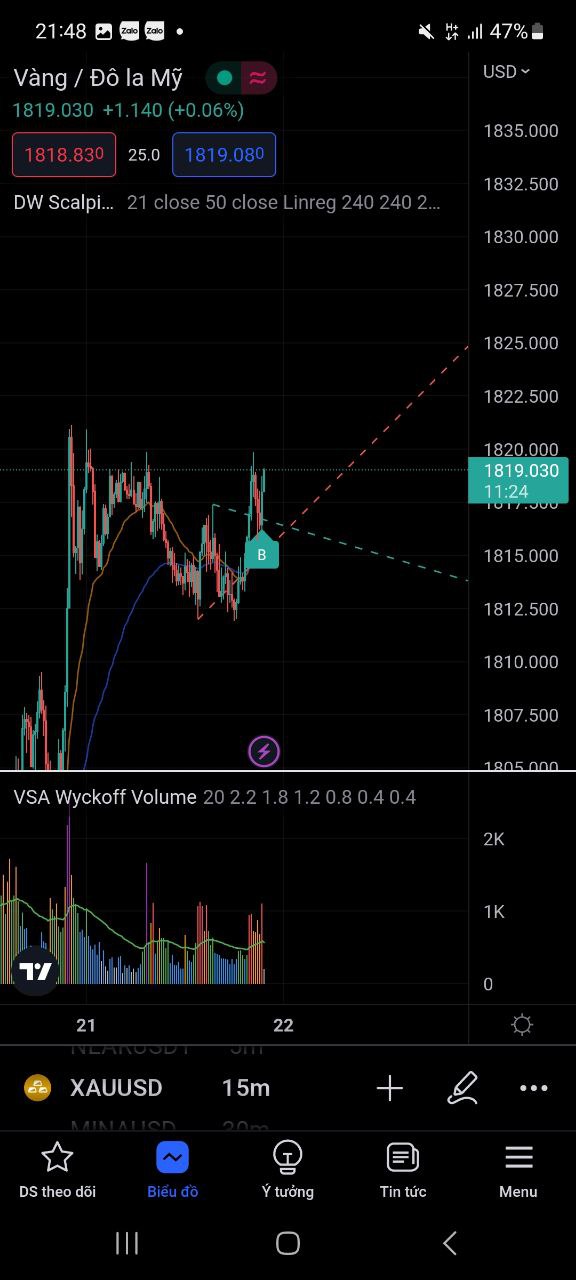 21:48 Zalo Zalo 47%
Vàng / Đô la Mỹ
USD
1819.030 +1.140 (+0.06%)
1818.830 25.0 1819.080
DW Scalpi... 21 close 50 close Linreg 240 240 2...
1835.000
1832.500
1830.000
1827.500
1825.000
1822.500
1820.000
1819.030
11:24
1817.500
1815.000
B
1812.500
1810.000
1807.500
1805.000
VSA Wyckoff Volume 20 2.2 1.8 1.2 0.8 0.4 0.4
2K
1K
0
21 22
NEARUSDT 5m
XAUUSD 15m
MINAUSD 30m
DS theo dõi Biểu đồ Ý tưởng Tin tức Menu